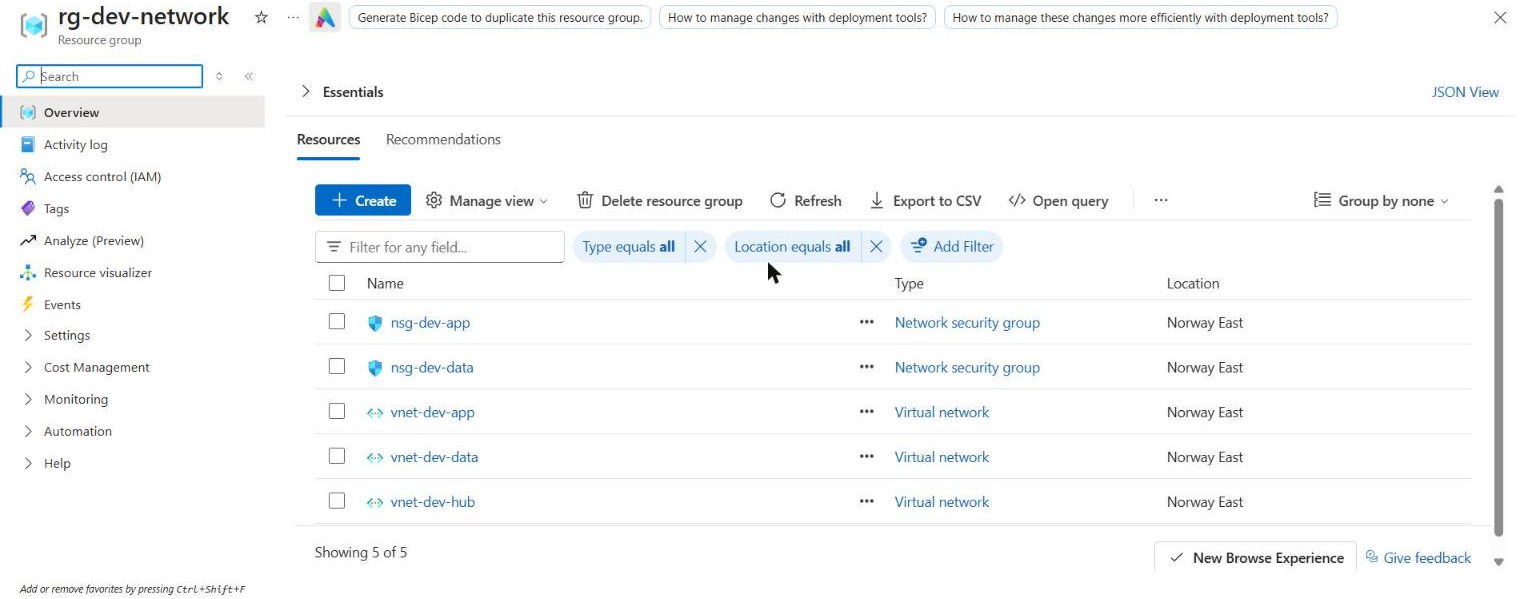 rg-dev-network
Resource group
Generate Bicep code to duplicate this resource group. How to manage changes with deployment tools? How to manage these changes more efficiently with deployment tools?
Search
Overview
Activity log
Access control (IAM)
Tags
Analyze (Preview)
Resource visualizer
Events
Settings
Cost Management
Monitoring
Automation
Help
Add or remove favorites by pressing Ctrl+Shift+F
Essentials JSON View
Resources Recommendations
Create Manage view Delete resource group Refresh Export to CSV Open query Group by none
Filter for any field... Type equals all Location equals all Add Filter
Name Type Location
nsg-dev-app Network security group Norway East
nsg-dev-data Network security group Norway East
vnet-dev-app Virtual network Norway East
vnet-dev-data Virtual network Norway East
vnet-dev-hub Virtual network Norway East
Showing 5 of 5
New Browse Experience Give feedback